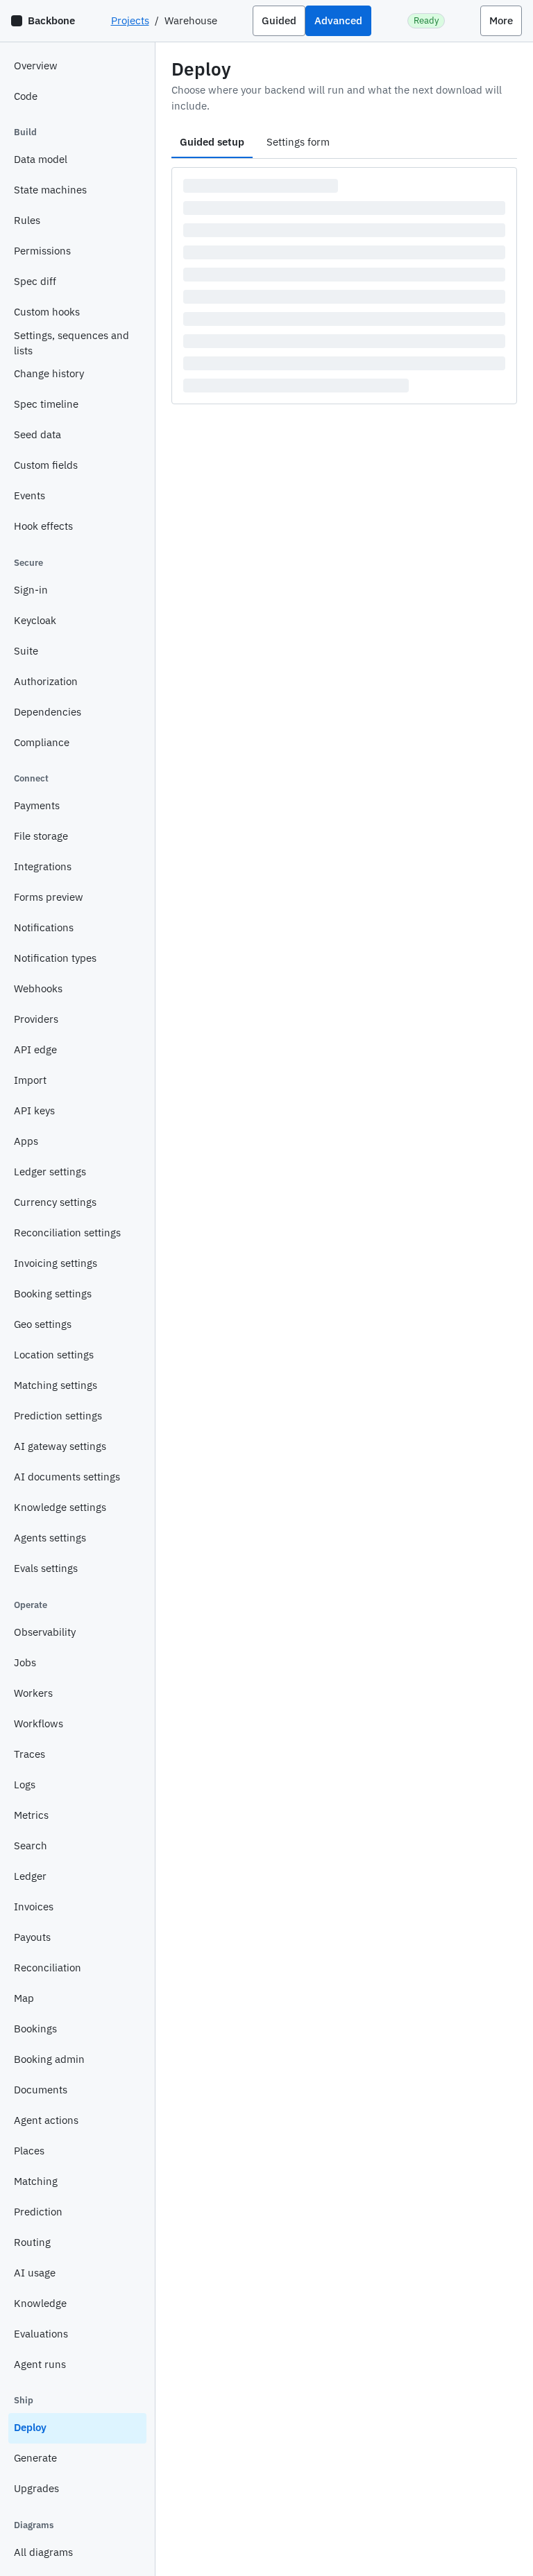 Backbone
Projects / Warehouse
Guided
Advanced
Ready
More
Overview
Code
Build
Data model
State machines
Rules
Permissions
Spec diff
Custom hooks
Settings, sequences and
lists
Change history
Spec timeline
Seed data
Custom fields
Events
Hook effects
Secure
Sign-in
Keycloak
Suite
Authorization
Dependencies
Compliance
Connect
Payments
File storage
Integrations
Forms preview
Notifications
Notification types
Webhooks
Providers
API edge
Import
API keys
Apps
Ledger settings
Currency settings
Reconciliation settings
Invoicing settings
Booking settings
Geo settings
Location settings
Matching settings
Prediction settings
AI gateway settings
AI documents settings
Knowledge settings
Agents settings
Evals settings
Operate
Observability
Jobs
Workers
Workflows
Traces
Logs
Metrics
Search
Ledger
Invoices
Payouts
Reconciliation
Map
Bookings
Booking admin
Documents
Agent actions
Places
Matching
Prediction
Routing
AI usage
Knowledge
Evaluations
Agent runs
Ship
Deploy
Generate
Upgrades
Diagrams
All diagrams
Deploy
Choose where your backend will run and what the next download will
include.
Guided setup
Settings form